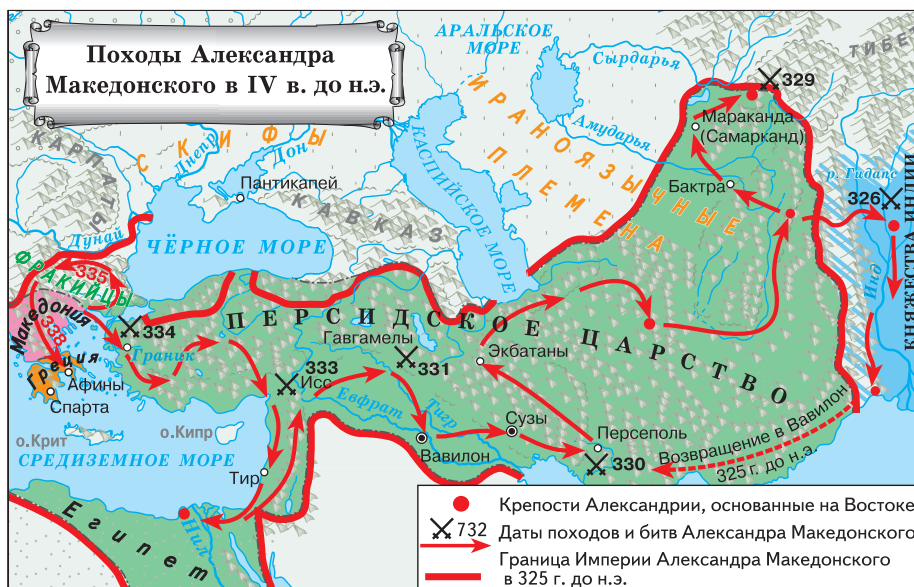 Походы Александра
Македонского в IV в. до н.э.
АРАЛЬСКОЕ
МОРЕ
Сырдарья
ТИБЕ
329
ИРАНОЯЗЫЧНЫЕ
ПЛЕМЕНА
Мараканда
(Самарканд)
Амударья
КАРПАТЫ
СКИФЫ
Днепр
Дон
КАСПИЙСКОЕ МОРЕ
Пантикапей
КАВКАЗ
Бактра
р. Гидасп
326
КНЯЖЕСТВА ИНДИИ
Дунай
ЧЁРНОЕ МОРЕ
ФРАКИЙЦЫ
335
Инд
Македония
338
334
Граник
ПЕРСИДСКОЕ ЦАРСТВО
Гавгамелы
331
Экбатаны
333
Исс
Греция
Афины
Спарта
Евфрат
Тигр
Сузы
Вавилон
Персеполь
330
Возвращение в Вавилон
325 г. до н.э.
о.Крит
о.Кипр
СРЕДИЗЕМНОЕ МОРЕ
Тир
Египет
Нил
Крепости Александрии, основанные на Востоке
732 Даты походов и битв Александра Македонского
Граница Империи Александра Македонского
в 325 г. до н.э.